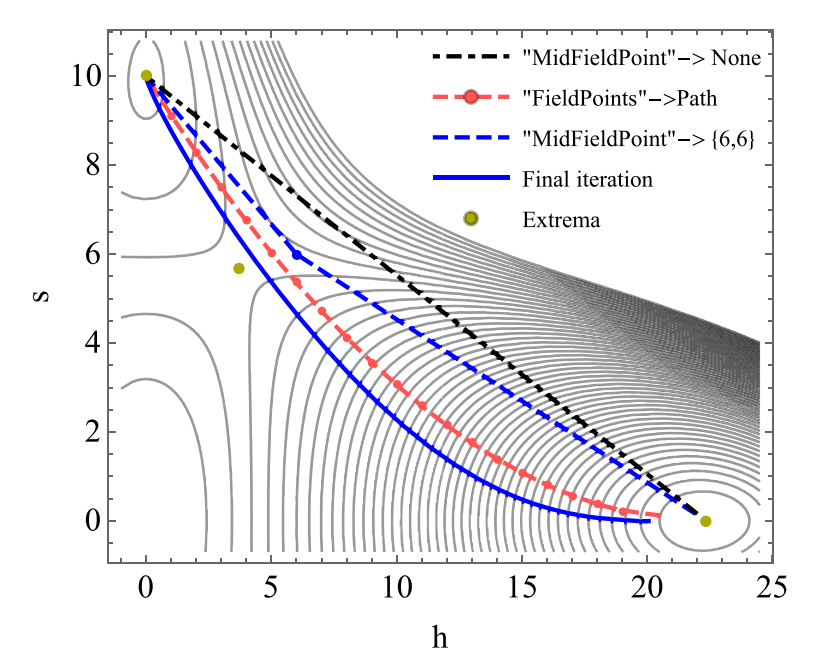 "MidFieldPoint"−> None
"FieldPoints"−>Path
"MidFieldPoint"−> {6,6}
Final iteration
Extrema
10
8
6
4
2
0
s
0 5 10 15 20 25
h